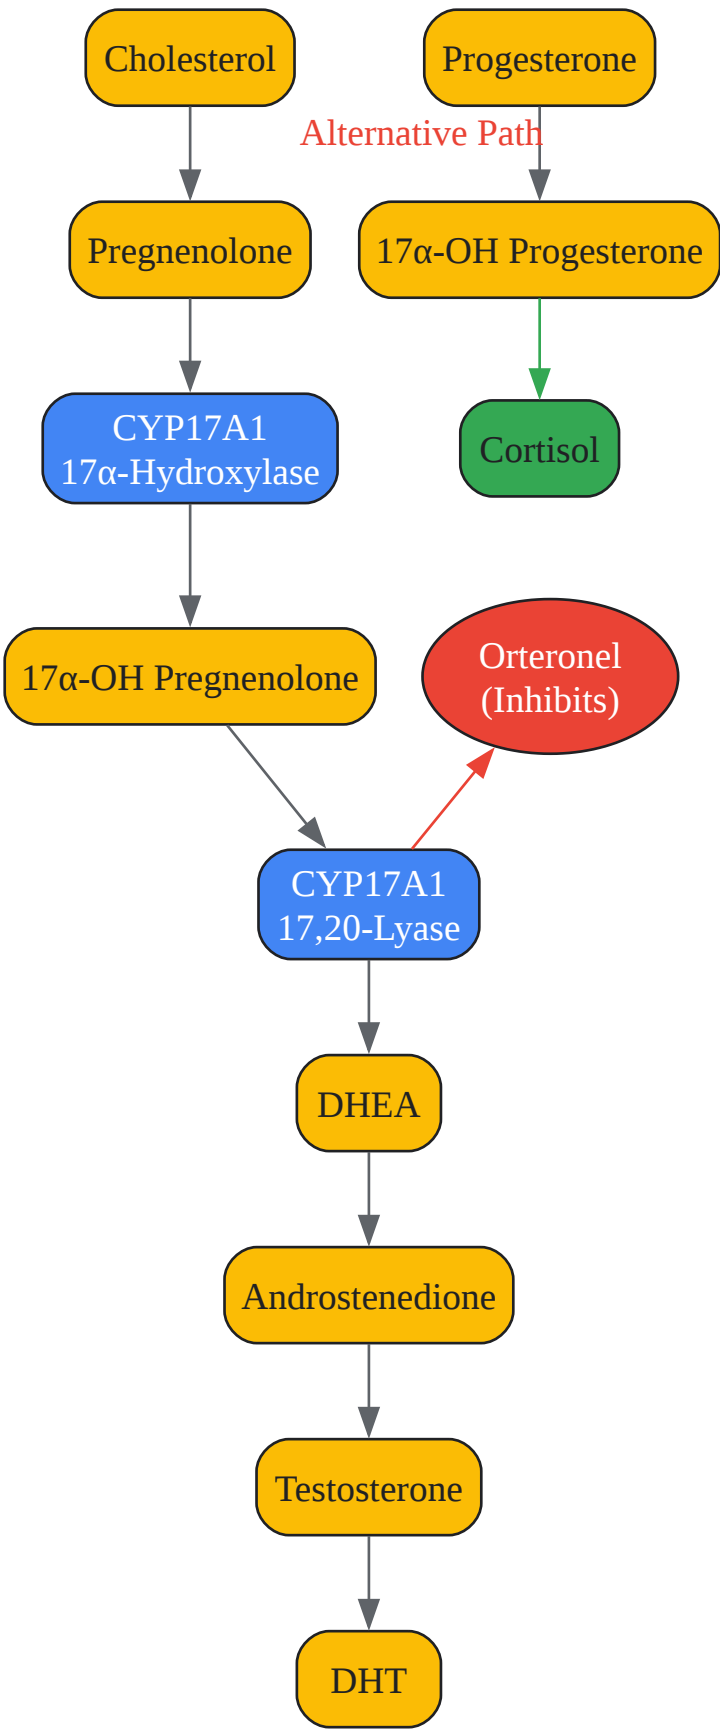 Cholesterol
Progesterone
Alternative Path
Pregnenolone
17α-OH Progesterone
CYP17A1
17α-Hydroxylase
Cortisol
17α-OH Pregnenolone
Orteronel
(Inhibits)
CYP17A1
17,20-Lyase
DHEA
Androstenedione
Testosterone
DHT